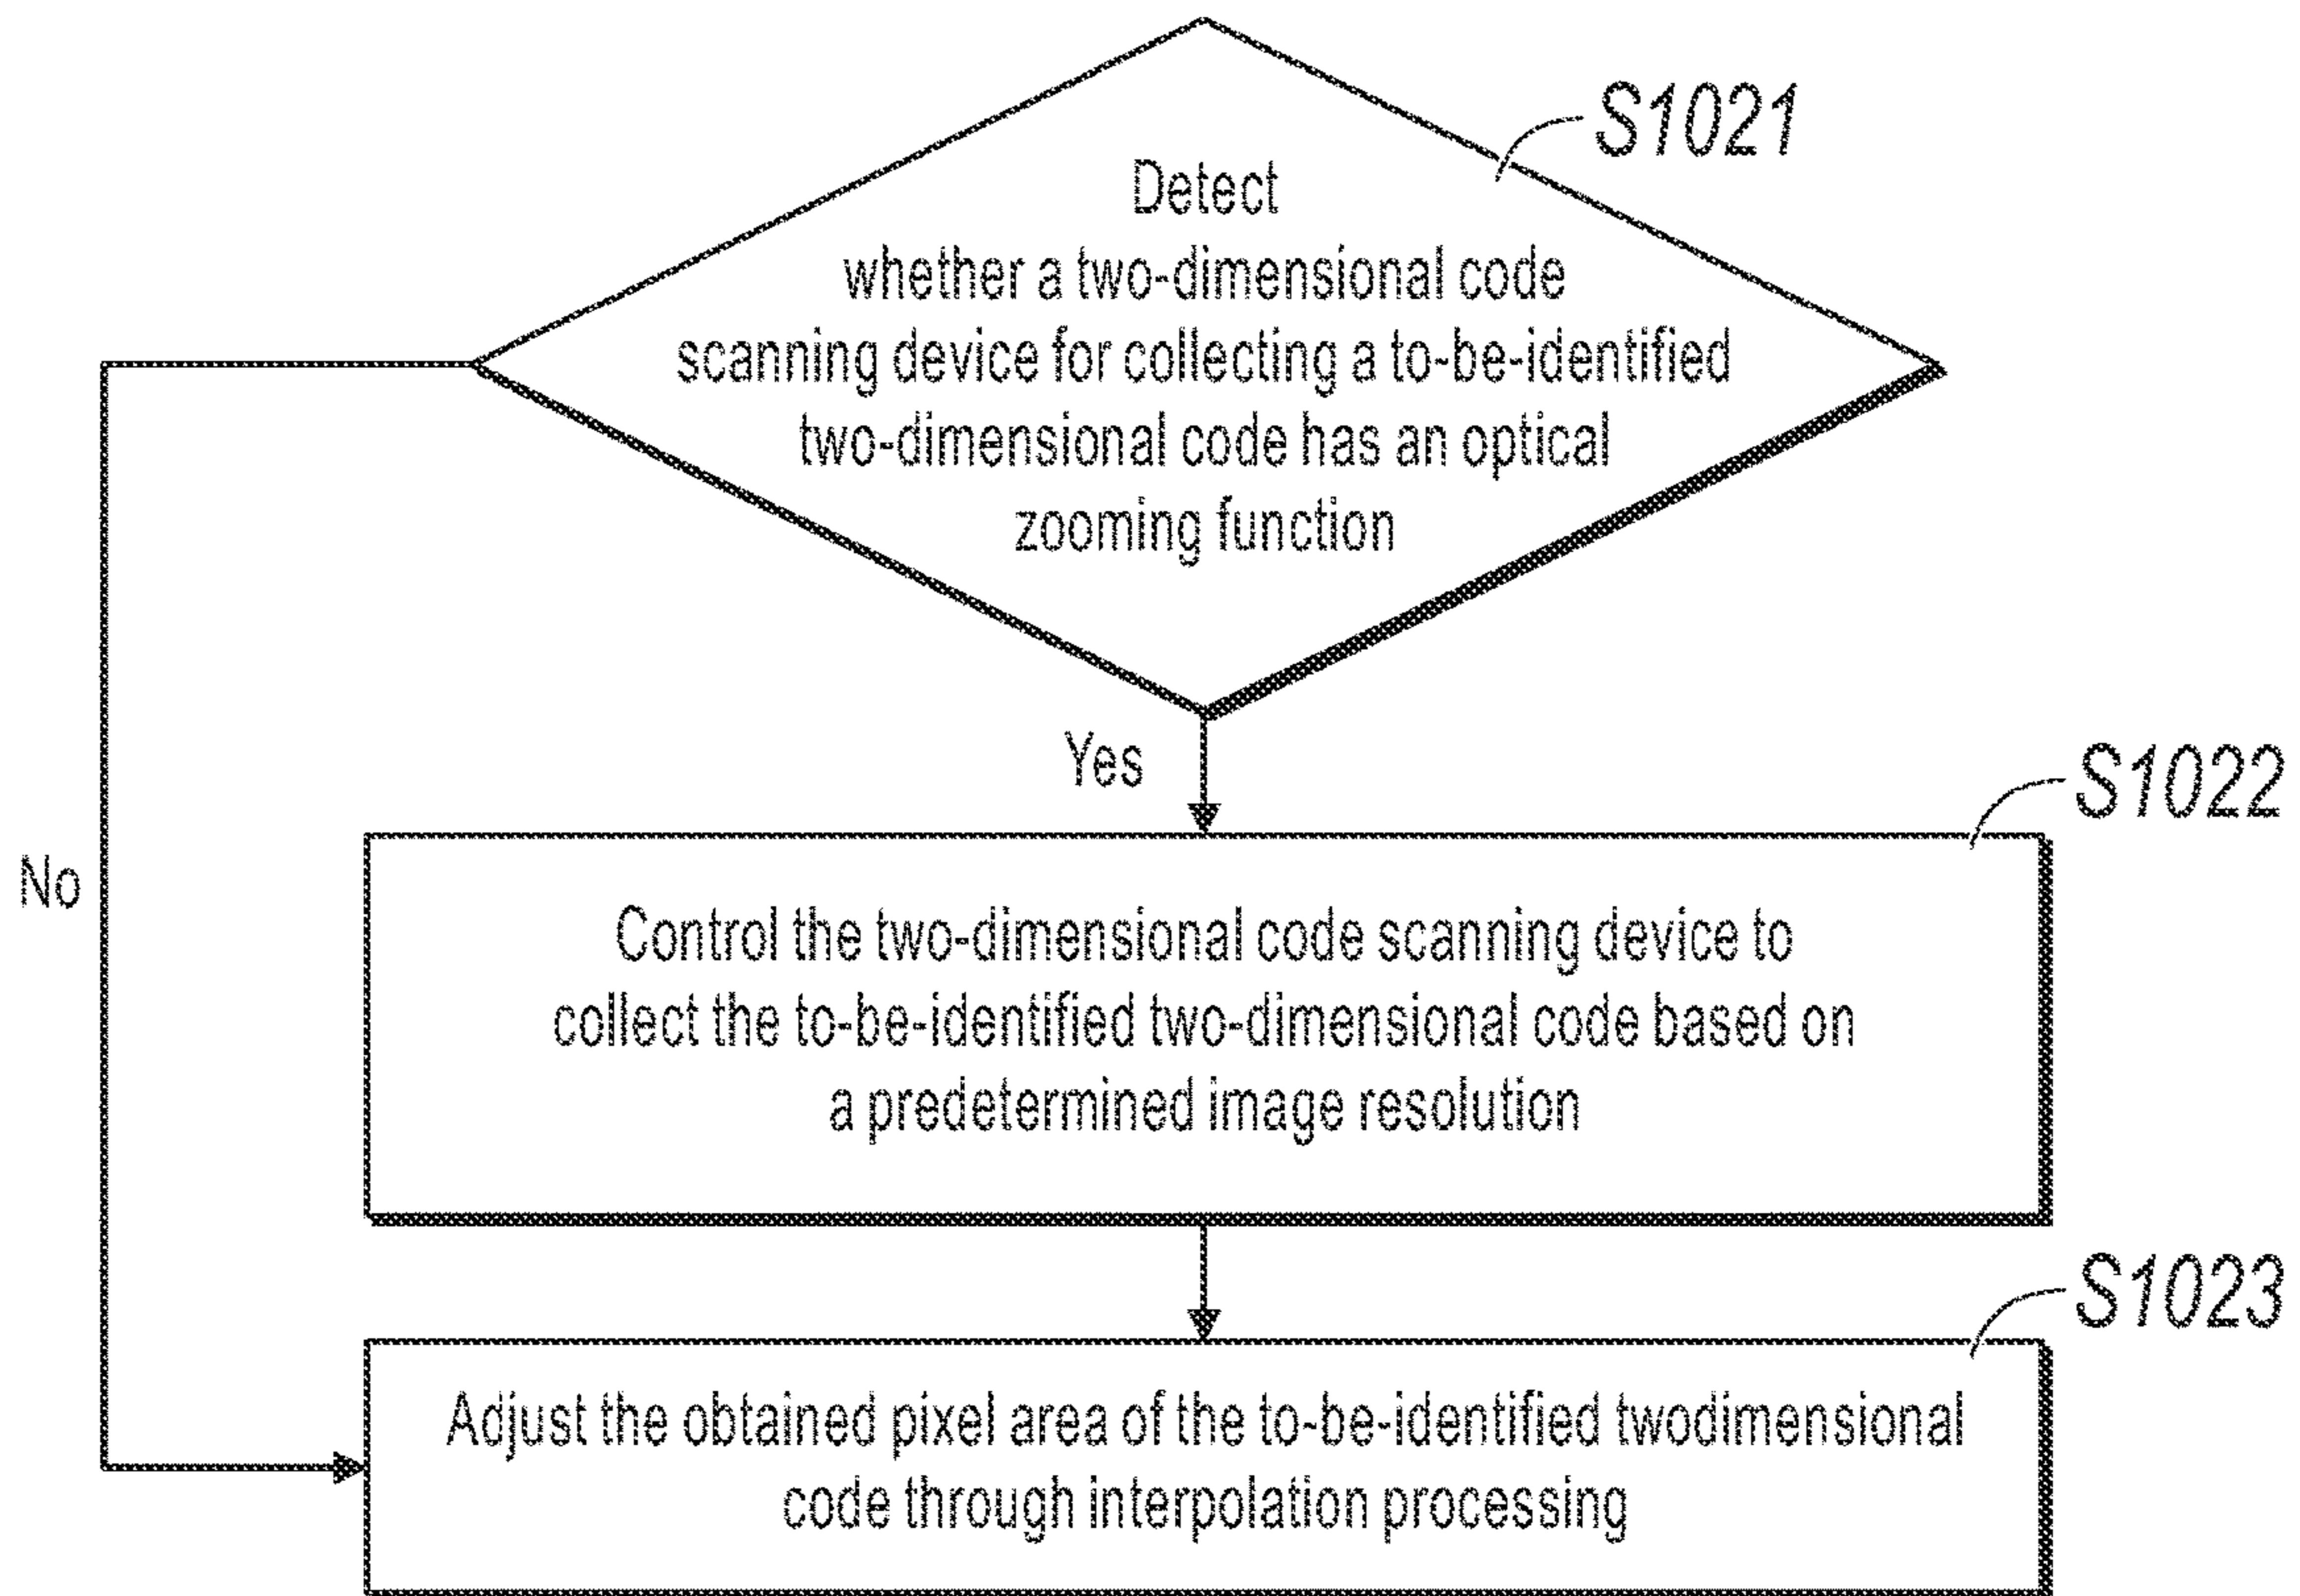 S1021
Detect
whether a two-dimensional code
scanning device for collecting a to-be-identified
two-dimensional code has an optical
zooming function
Yes
S1022
No
Control the two-dimensional code scanning device to
collect the to-be-identified two-dimensional code based on
a predetermined image resolution
S1023
Adjust the obtained pixel area of the to-be-identified twodimensional
code through interpolation processing